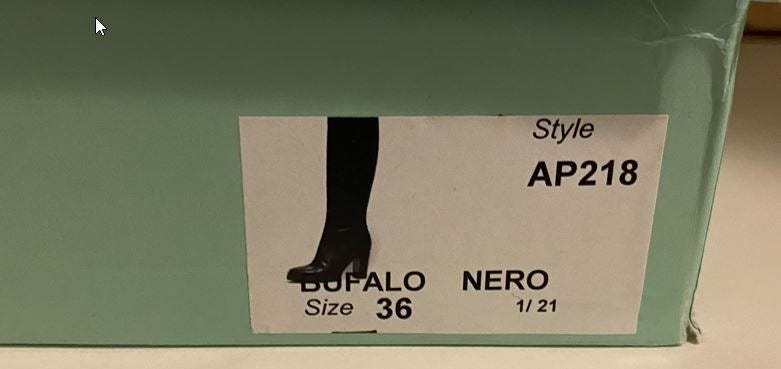 Style
AP218
BUFALO NERO
Size 36 1/ 21